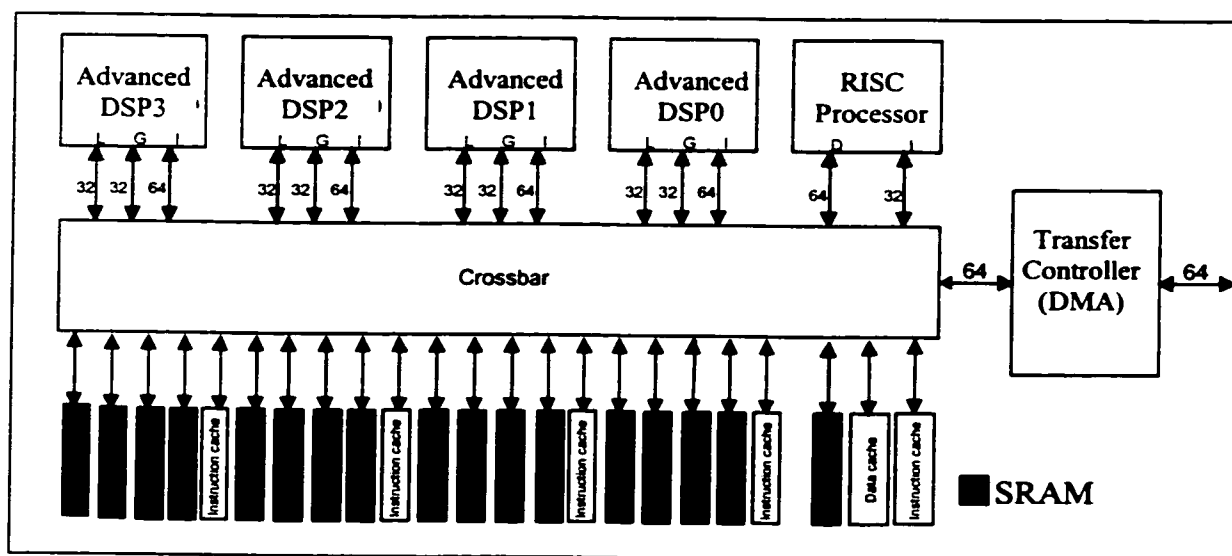 Advanced
DSP3
L G I
Advanced
DSP2
L G I
Advanced
DSP1
L G I
Advanced
DSP0
L G I
RISC
Processor
D I
32 32 64
32 32 64
32 32 64
32 32 64
64 32
Crossbar
64
Transfer
Controller
(DMA)
64
Instruction cache
Instruction cache
Instruction cache
Instruction cache
Data cache
Instruction cache
SRAM